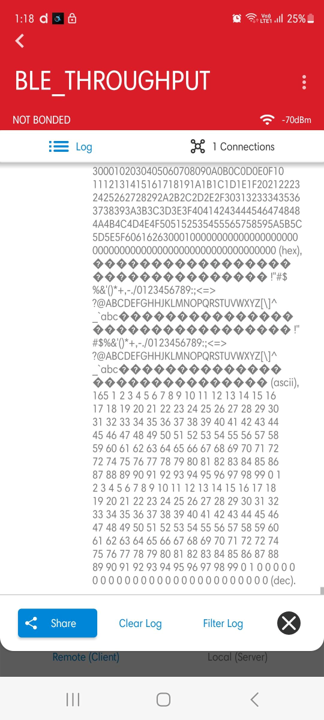 1:18 d 25%
BLE_THROUGHPUT
NOT BONDED -70dBm
Log 1 Connections
3000102030405060708090A0B0C0D0E0F10
1112131415161718191A1B1C1D1E1F20212223
2425262728292A2B2C2D2E2F30313233343536
3738393A3B3C3D3E3F40414243444546474848
4A4B4C4D4E4F505152535455565758595A5B5C
5D5E5F60616263000100000000000000000000
0000000000000000000000000000000000 (hex),
��������������������
������������������ !"#$
%&'()*+,-./0123456789:;<=>
?@ABCDEFGHHJKLMNOPQRSTUVWXYZ[\]^
_`abc������������������
��������������������� !"
#$%&'()*+,-./0123456789:;<=>
?@ABCDEFGHHJKLMNOPQRSTUVWXYZ[\]^
_`abc�����������������
������������������ (ascii),
165 1 2 3 4 5 6 7 8 9 10 11 12 13 14 15 16
17 18 19 20 21 22 23 24 25 26 27 28 29 30
31 32 33 34 35 36 37 38 39 40 41 42 43 44
45 46 47 48 49 50 51 52 53 54 55 56 57 58
59 60 61 62 63 64 65 66 67 68 69 70 71 72
72 74 75 76 77 78 79 80 81 82 83 84 85 86
87 88 89 90 91 92 93 94 95 96 97 98 99 0 1
2 3 4 5 6 7 8 9 10 11 12 13 14 15 16 17 18
19 20 21 22 23 24 25 26 27 28 29 30 31 32
33 34 35 36 37 38 39 40 41 42 43 44 45 46
47 48 49 50 51 52 53 54 55 56 57 58 59 60
61 62 63 64 65 66 67 68 69 70 71 72 72 74
75 76 77 78 79 80 81 82 83 84 85 86 87 88
89 90 91 92 93 94 95 96 97 98 99 0 1 0 0 0 0 0
0 0 0 0 0 0 0 0 0 0 0 0 0 0 0 0 0 0 0 0 0 0 (dec).
Share Clear Log Filter Log
Remote (Client) Local (Server)